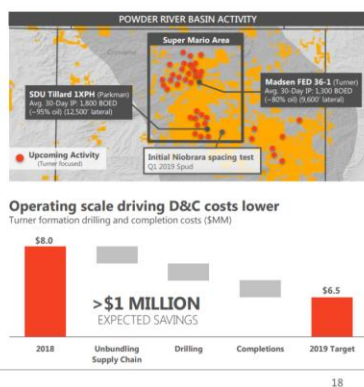 POWDER RIVER BASIN ACTIVITY
Super Mario Area
SDU Tillard 1XPH (Parkman)
Avg. 30-Day IP: 1,800 BOED
(~95% oil) (12,500' lateral)
Madsen FED 36-1 (Turner)
Avg. 30-Day IP: 1,300 BOED
(~80% oil) (9,600' lateral)
Upcoming Activity
(Turner focused)
Initial Niobrara spacing test
Q1 2019 Spud
Operating scale driving D&C costs lower
Turner formation drilling and completion costs ($MM)
$8.0
>$1 MILLION
EXPECTED SAVINGS
$6.5
2018
Unbundling
Supply Chain
Drilling
Completions
2019 Target
18